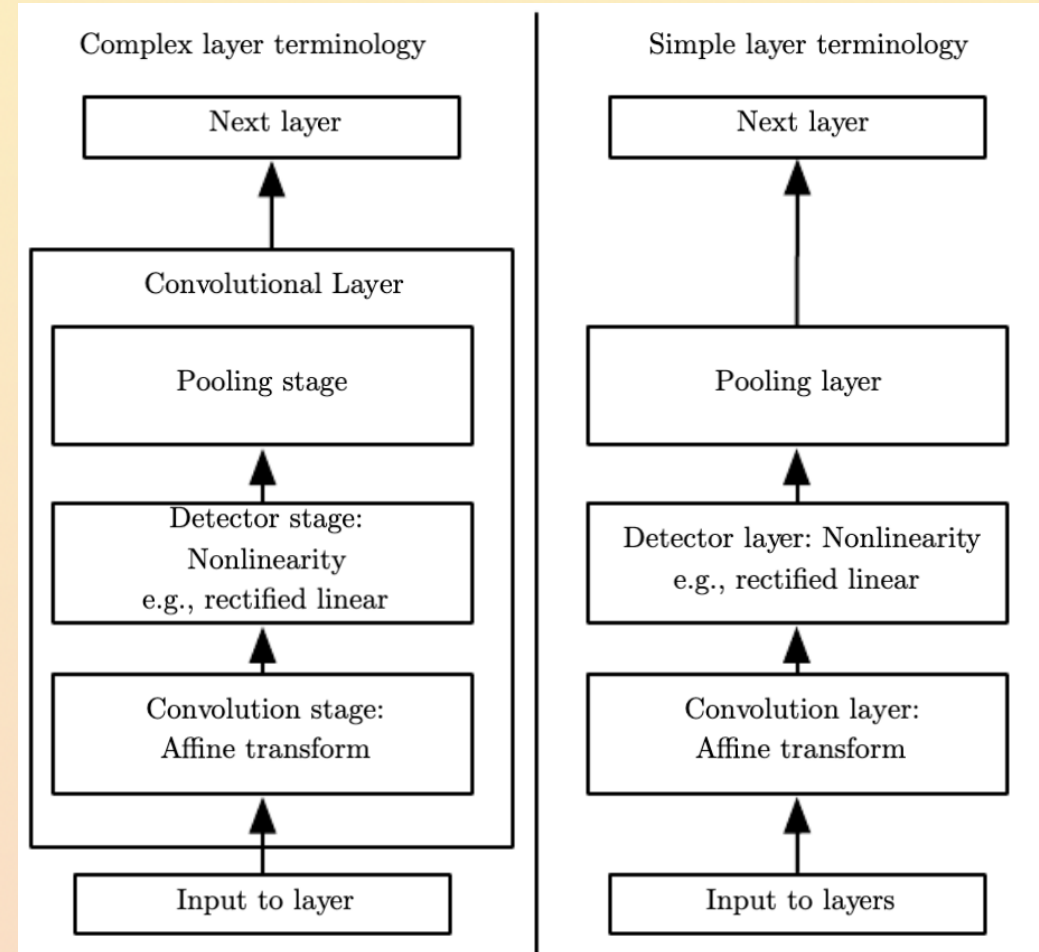 Complex layer terminology
Next layer
Convolutional Layer
Pooling stage
Detector stage:
Nonlinearity
e.g., rectified linear
Convolution stage:
Affine transform
Input to layer
Simple layer terminology
Next layer
Pooling layer
Detector layer: Nonlinearity
e.g., rectified linear
Convolution layer:
Affine transform
Input to layers